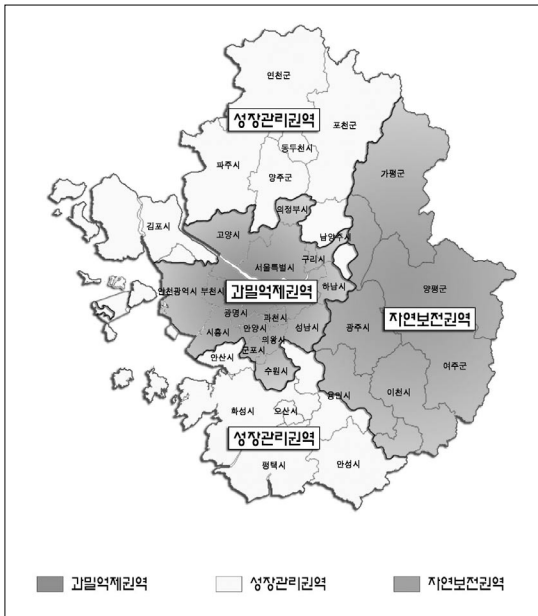 연천군
성장관리권역
포천군
동두천시
파주시
양주군
가평군
의정부시
김포시
고양시
남양주시
구리시
서울특별시
양평군
하남시
인천광역시
부천시
과밀억제권역
광명시
과천시
자연보전권역
시흥시
안양시
성남시
광주시
의왕시
군포시
안산시
수원시
여주군
용인시
이천시
화성시
오산시
성장관리권역
평택시
안성시
과밀억제권역
성장관리권역
자연보전권역